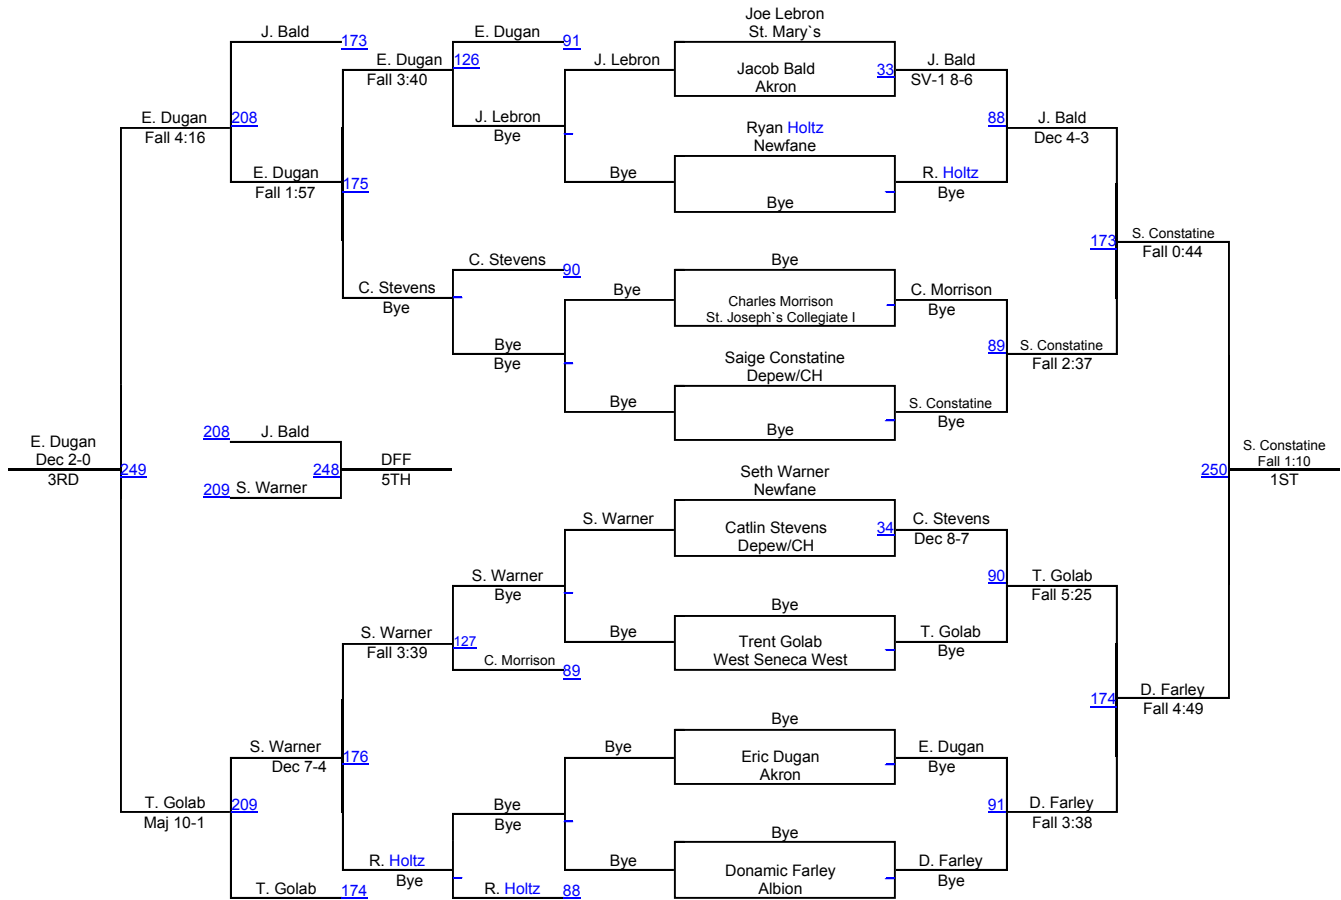 Joe Lebron
St. Mary`s
J. Bald
173
E. Dugan
91
E. Dugan
126
Fall 3:40
J. Lebron
Jacob Bald
Akron
33
J. Bald
SV-1 8-6
E. Dugan
208
Fall 4:16
J. Lebron
Bye
Ryan Holtz
Newfane
88
J. Bald
Dec 4-3
E. Dugan
Fall 1:57
175
Bye
Bye
R. Holtz
Bye
173
S. Constatine
Fall 0:44
C. Stevens
90
Bye
C. Stevens
Bye
Bye
Charles Morrison
St. Joseph`s Collegiate I
C. Morrison
Bye
Bye
Bye
Saige Constatine
Depew/CH
89
S. Constatine
Fall 2:37
Bye
Bye
S. Constatine
Bye
208
J. Bald
E. Dugan
Dec 2-0
3RD
249
248
DFF
5TH
209
S. Warner
S. Constatine
Fall 1:10
1ST
250
Seth Warner
Newfane
S. Warner
Catlin Stevens
Depew/CH
34
C. Stevens
Dec 8-7
S. Warner
Bye
90
T. Golab
Fall 5:25
Bye
S. Warner
Fall 3:39
127
Bye
Trent Golab
West Seneca West
T. Golab
Bye
C. Morrison
89
174
D. Farley
Fall 4:49
Bye
S. Warner
Dec 7-4
176
Bye
Eric Dugan
Akron
E. Dugan
Bye
T. Golab
Maj 10-1
209
Bye
Bye
91
D. Farley
Fall 3:38
Bye
R. Holtz
Bye
Bye
Donamic Farley
Albion
D. Farley
Bye
T. Golab
174
R. Holtz
88